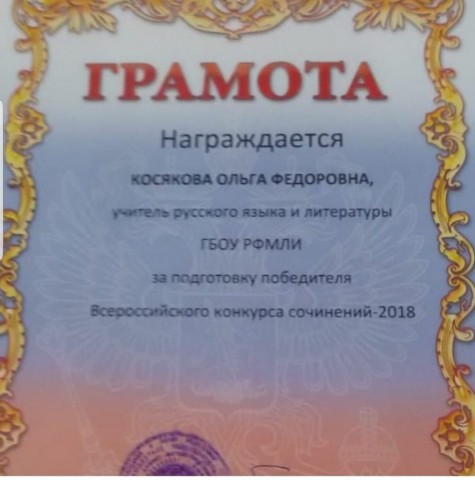 ГРАМОТА
Награждается
КОСЯКОВА ОЛЬГА ФЕДОРОВНА,
учитель русского языка и литературы
ГБОУ РФМЛИ
за подготовку победителя
Всероссийского конкурса сочинений-2018